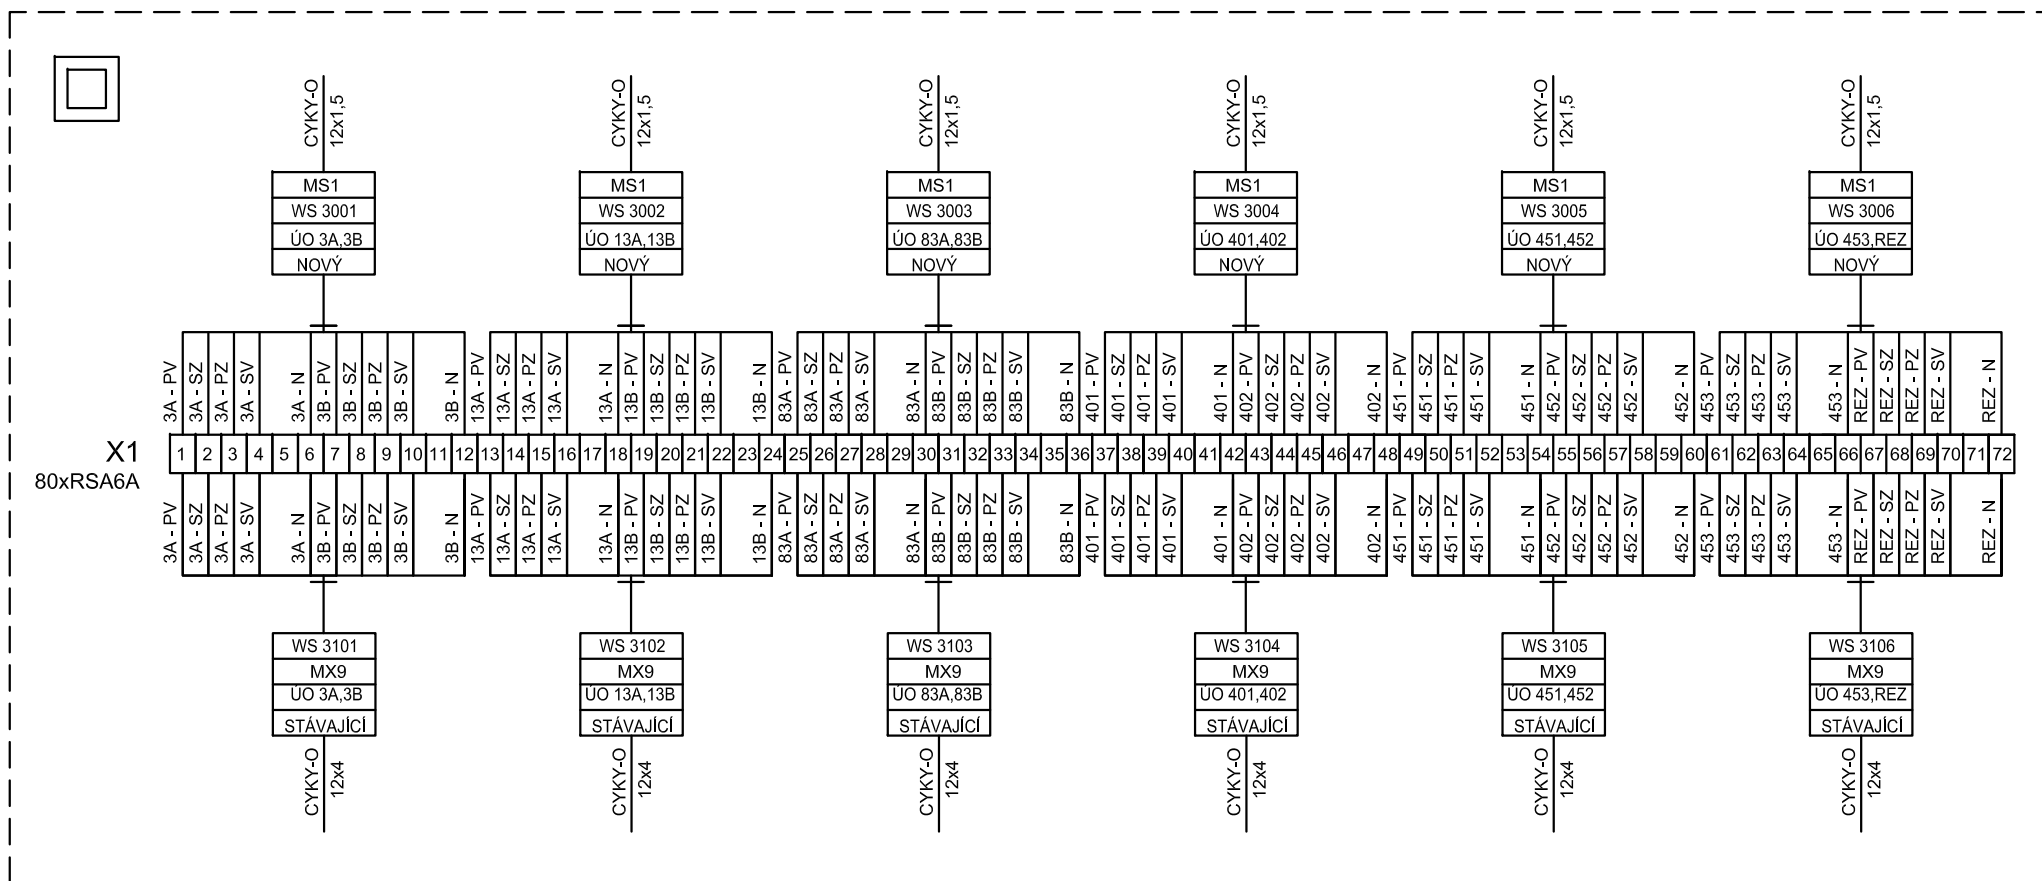 CYKY-O
12x1,5
CYKY-O
12x1,5
CYKY-O
12x1,5
CYKY-O
12x1,5
CYKY-O
12x1,5
CYKY-O
12x1,5
MS1
WS 3001
ÚO 3A,3B
NOVÝ
MS1
WS 3002
ÚO 13A,13B
NOVÝ
MS1
WS 3003
ÚO 83A,83B
NOVÝ
MS1
WS 3004
ÚO 401,402
NOVÝ
MS1
WS 3005
ÚO 451,452
NOVÝ
MS1
WS 3006
ÚO 453,REZ
NOVÝ
3A - PV
3A - SZ
3A - PZ
3A - SV
3A - N
3B - PV
3B - SZ
3B - PZ
3B - SV
3B - N
13A - PV
13A - SZ
13A - PZ
13A - SV
13A - N
13B - PV
13B - SZ
13B - PZ
13B - SV
13B - N
83A - PV
83A - SZ
83A - PZ
83A - SV
83A - N
83B - PV
83B - SZ
83B - PZ
83B - SV
83B - N
401 - PV
401 - SZ
401 - PZ
401 - SV
401 - N
402 - PV
402 - SZ
402 - PZ
402 - SV
402 - N
451 - PV
451 - SZ
451 - PZ
451 - SV
451 - N
452 - PV
452 - SZ
452 - PZ
452 - SV
452 - N
453 - PV
453 - SZ
453 - PZ
453 - SV
453 - N
REZ - PV
REZ - SZ
REZ - PZ
REZ - SV
REZ - N
X1
80xRSA6A
1 2 3 4 5 6 7 8 9 10 11 12 13 14 15 16 17 18 19 20 21 22 23 24 25 26 27 28 29 30 31 32 33 34 35 36 37 38 39 40 41 42 43 44 45 46 47 48 49 50 51 52 53 54 55 56 57 58 59 60 61 62 63 64 65 66 67 68 69 70 71 72
3A - PV
3A - SZ
3A - PZ
3A - SV
3A - N
3B - PV
3B - SZ
3B - PZ
3B - SV
3B - N
13A - PV
13A - SZ
13A - PZ
13A - SV
13A - N
13B - PV
13B - SZ
13B - PZ
13B - SV
13B - N
83A - PV
83A - SZ
83A - PZ
83A - SV
83A - N
83B - PV
83B - SZ
83B - PZ
83B - SV
83B - N
401 - PV
401 - SZ
401 - PZ
401 - SV
401 - N
402 - PV
402 - SZ
402 - PZ
402 - SV
402 - N
451 - PV
451 - SZ
451 - PZ
451 - SV
451 - N
452 - PV
452 - SZ
452 - PZ
452 - SV
452 - N
453 - PV
453 - SZ
453 - PZ
453 - SV
453 - N
REZ - PV
REZ - SZ
REZ - PZ
REZ - SV
REZ - N
WS 3101
MX9
ÚO 3A,3B
STÁVAJÍCÍ
WS 3102
MX9
ÚO 13A,13B
STÁVAJÍCÍ
WS 3103
MX9
ÚO 83A,83B
STÁVAJÍCÍ
WS 3104
MX9
ÚO 401,402
STÁVAJÍCÍ
WS 3105
MX9
ÚO 451,452
STÁVAJÍCÍ
WS 3106
MX9
ÚO 453,REZ
STÁVAJÍCÍ
CYKY-O
12x4
CYKY-O
12x4
CYKY-O
12x4
CYKY-O
12x4
CYKY-O
12x4
CYKY-O
12x4